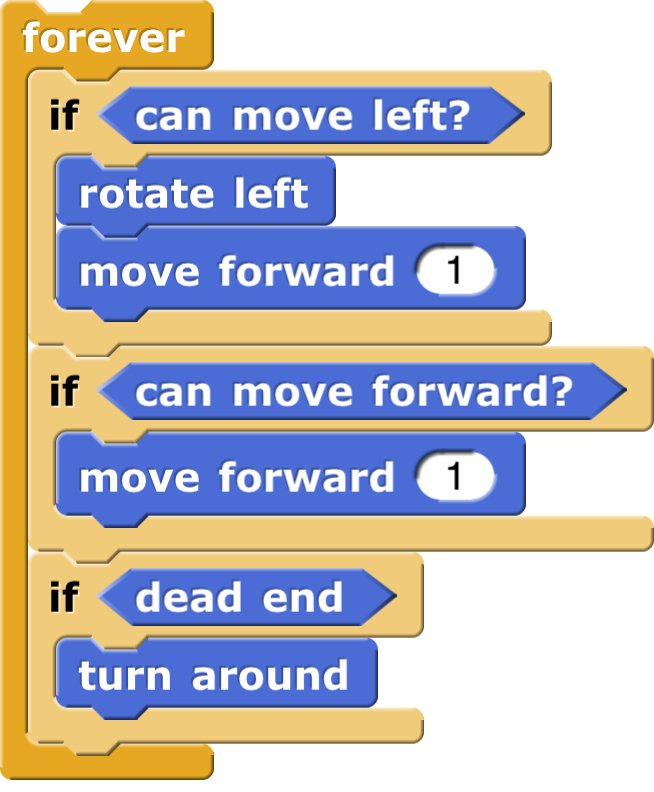 forever
if can move left?
rotate left
move forward 1
if can move forward?
move forward 1
if dead end
turn around